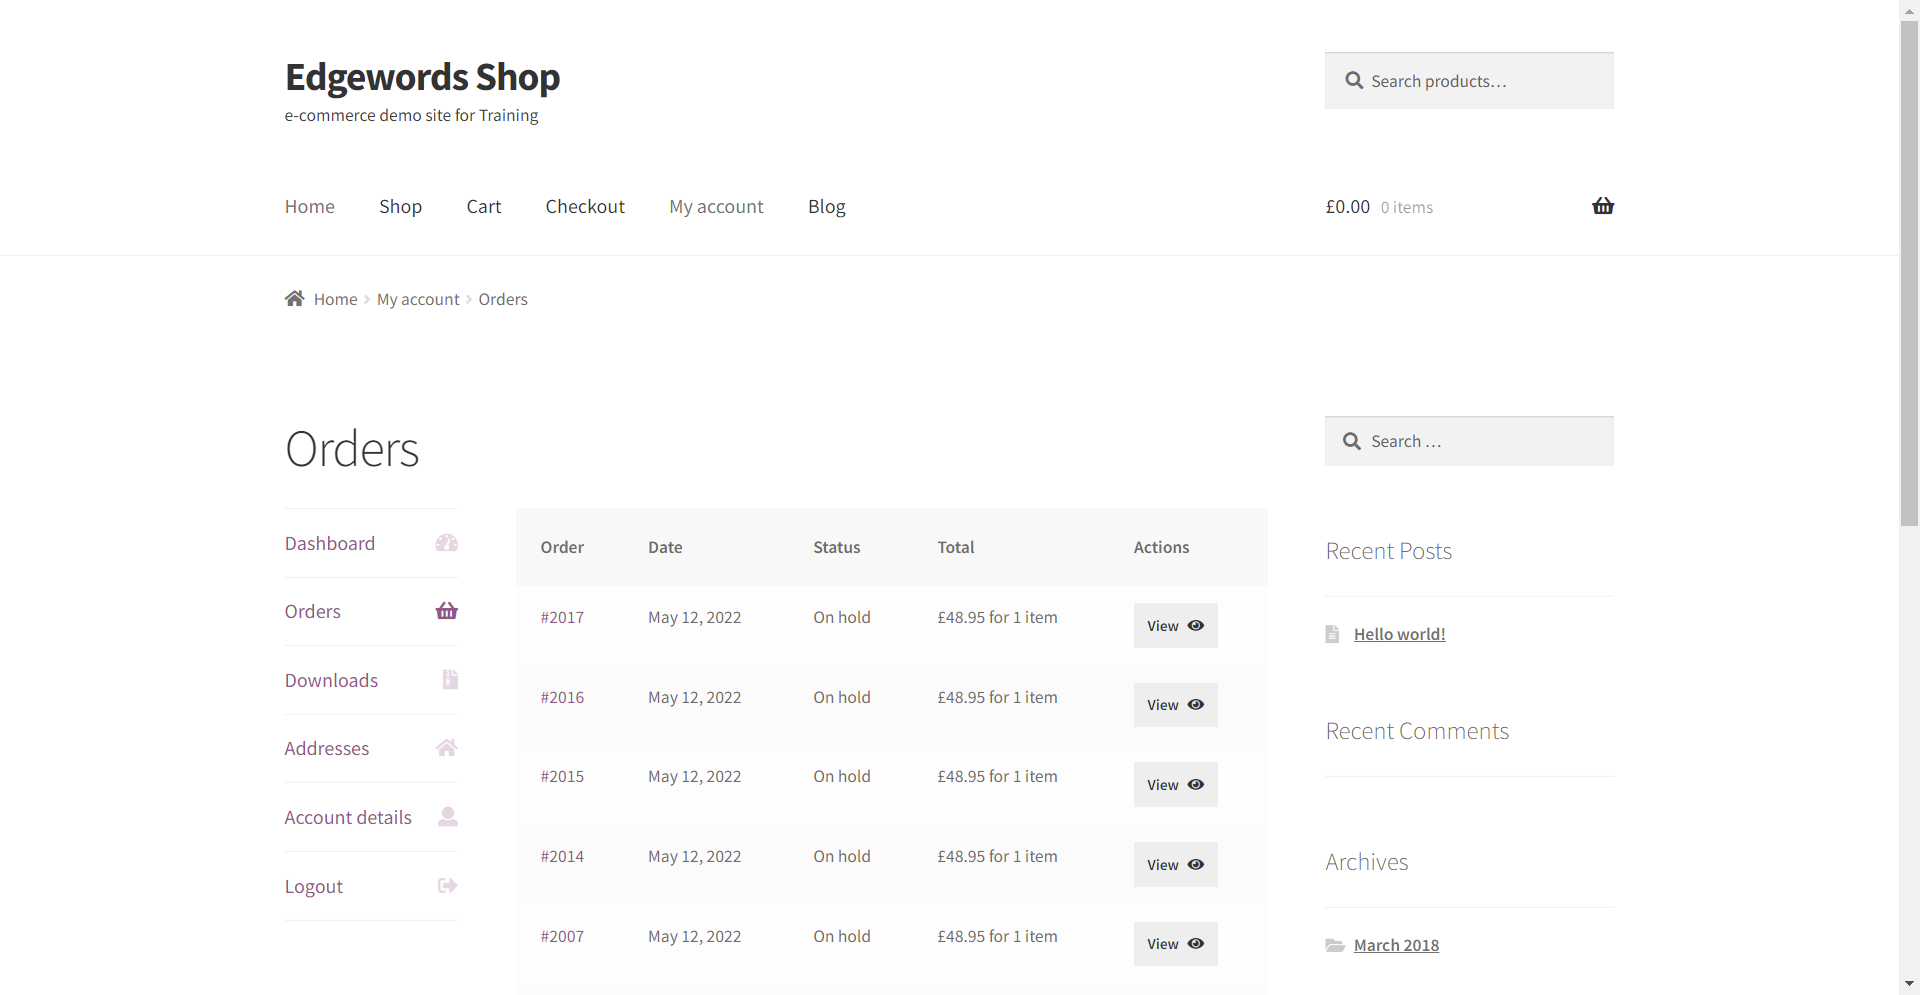 Edgewords Shop
e-commerce demo site for Training
Search products…
Home Shop Cart Checkout My account Blog
£0.00 0 items
Home My account Orders
Orders
Dashboard
Orders
Downloads
Addresses
Account details
Logout
Order Date Status Total Actions
#2017 May 12, 2022 On hold £48.95 for 1 item View
#2016 May 12, 2022 On hold £48.95 for 1 item View
#2015 May 12, 2022 On hold £48.95 for 1 item View
#2014 May 12, 2022 On hold £48.95 for 1 item View
#2007 May 12, 2022 On hold £48.95 for 1 item View
Search …
Recent Posts
Hello world!
Recent Comments
Archives
March 2018